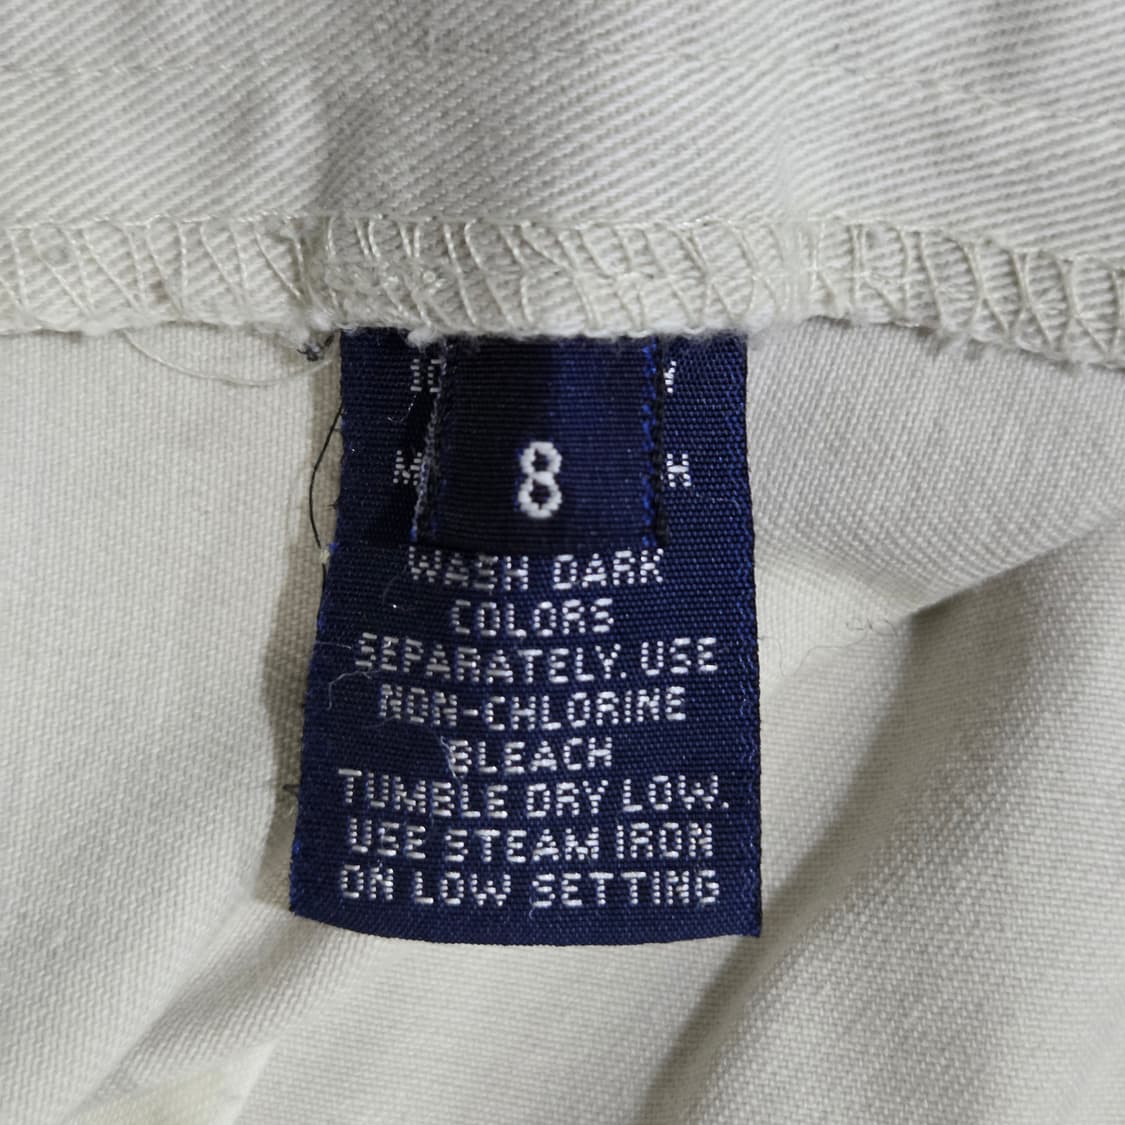 8
WASH DARK
COLORS
SEPARATELY. USE
NON-CHLORINE
BLEACH
TUMBLE DRY LOW.
USE STEAM IRON
ON LOW SETTING